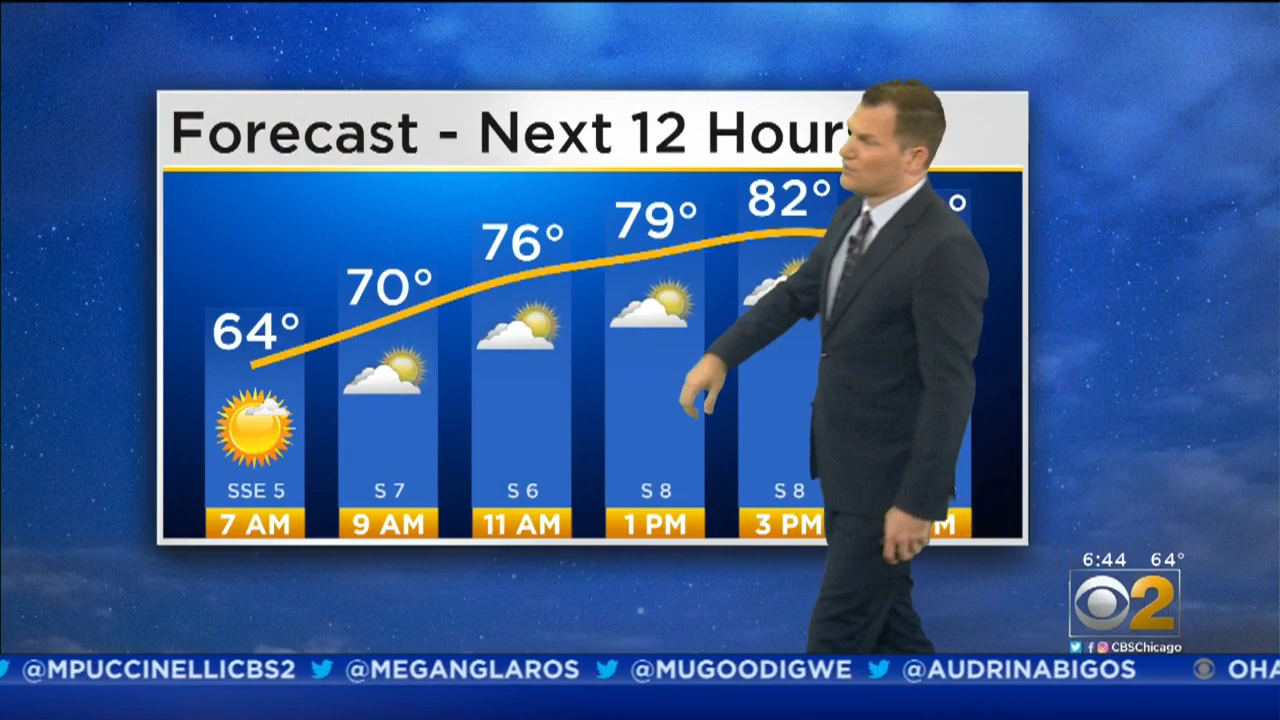 Forecast - Next 12 Hour
64° 70° 76° 79° 82° °
SSE 5 S 7 S 6 S 8 S 8
7 AM 9 AM 11 AM 1 PM 3 PM M
6:44 64°
2
CBSChicago
@MPUCCINELLICBS2 @MEGANGLAROS @MUGOODIGWE @AUDRINABIGOS OHA